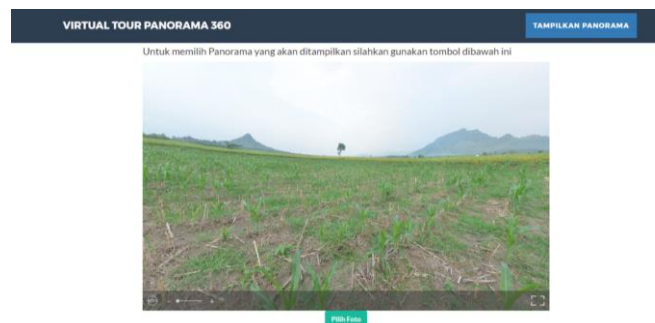 VIRTUAL TOUR PANORAMA 360
TAMPILKAN PANORAMA
Untuk memilih Panorama yang akan ditampilkan silahkan gunakan tombol dibawah ini
Pilih Foto